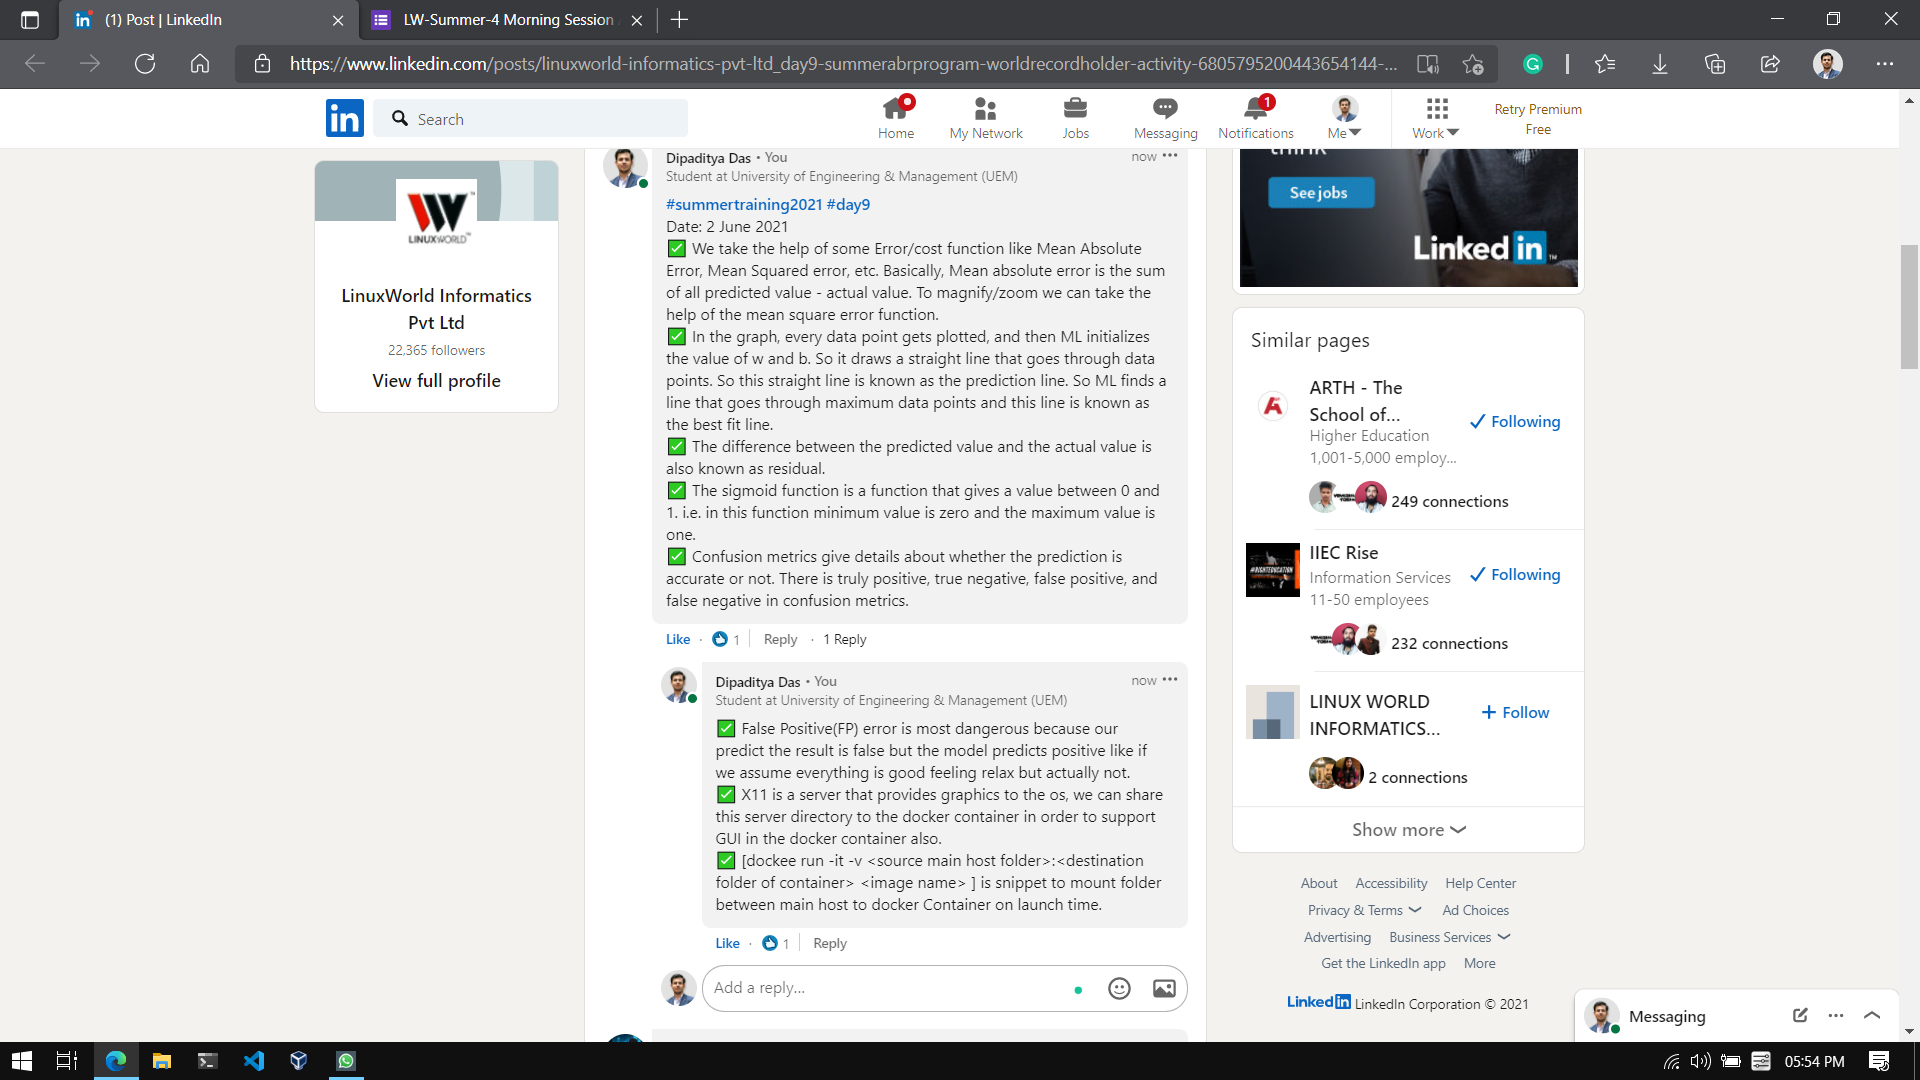 (1) Post | LinkedIn
LW-Summer-4 Morning Session
https://www.linkedin.com/posts/linuxworld-informatics-pvt-ltd_day9-summerabrprogram-worldrecordholder-activity-6805795200443654144-...
in
Search
Home
My Network
Jobs
Messaging
1
Notifications
Me
Work
Retry Premium
Free
LINUXWORLD
LinuxWorld Informatics
Pvt Ltd
22,365 followers
View full profile
Dipaditya Das • You
now
Student at University of Engineering & Management (UEM)
#summertraining2021 #day9
Date: 2 June 2021
✅ We take the help of some Error/cost function like Mean Absolute
Error, Mean Squared error, etc. Basically, Mean absolute error is the sum
of all predicted value - actual value. To magnify/zoom we can take the
help of the mean square error function.
✅ In the graph, every data point gets plotted, and then ML initializes
the value of w and b. So it draws a straight line that goes through data
points. So this straight line is known as the prediction line. So ML finds a
line that goes through maximum data points and this line is known as
the best fit line.
✅ The difference between the predicted value and the actual value is
also known as residual.
✅ The sigmoid function is a function that gives a value between 0 and
1. i.e. in this function minimum value is zero and the maximum value is
one.
✅ Confusion metrics give details about whether the prediction is
accurate or not. There is truly positive, true negative, false positive, and
false negative in confusion metrics.
Like · 1 | Reply · 1 Reply
Dipaditya Das • You
now
Student at University of Engineering & Management (UEM)
✅ False Positive(FP) error is most dangerous because our
predict the result is false but the model predicts positive like if
we assume everything is good feeling relax but actually not.
✅ X11 is a server that provides graphics to the os, we can share
this server directory to the docker container in order to support
GUI in the docker container also.
✅ [dockee run -it -v <source main host folder>:<destination
folder of container> <image name> ] is snippet to mount folder
between main host to docker Container on launch time.
Like · 1 | Reply
Add a reply...
think
See jobs
Linked in
Similar pages
ARTH - The
School of...
Higher Education
1,001-5,000 employ...
Following
249 connections
IIEC Rise
Information Services
11-50 employees
Following
232 connections
LINUX WORLD
INFORMATICS...
Follow
2 connections
Show more
About Accessibility Help Center
Privacy & Terms Ad Choices
Advertising Business Services
Get the LinkedIn app More
Linked in LinkedIn Corporation © 2021
Messaging
05:54 PM